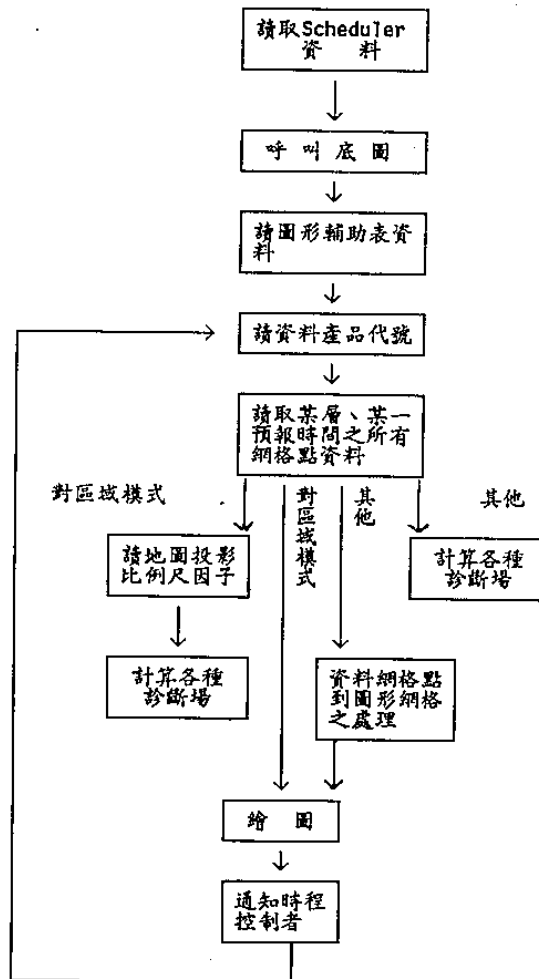 讀取Scheduler
資 料
呼 叫 底 圖
讀圖形輔助表資
料
讀資料產品代號
讀取某層、某一
預報時間之所有
網格點資料
對區域模式
對區域模式
其他
其他
讀地圖投影
比例尺因子
計算各種
診斷場
計算各種
診斷場
資料網格點
到圖形網格
之處理
繪 圖
通知時程
控制者